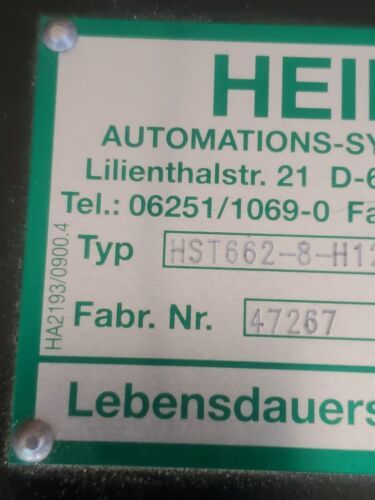 HEI
AUTOMATIONS-SY
Lilienthalstr. 21 D-6
Tel.: 06251/1069-0 Fa
Typ HST662-8-H12
Fabr. Nr. 47267
Lebensdauers
HA2193/0900.4